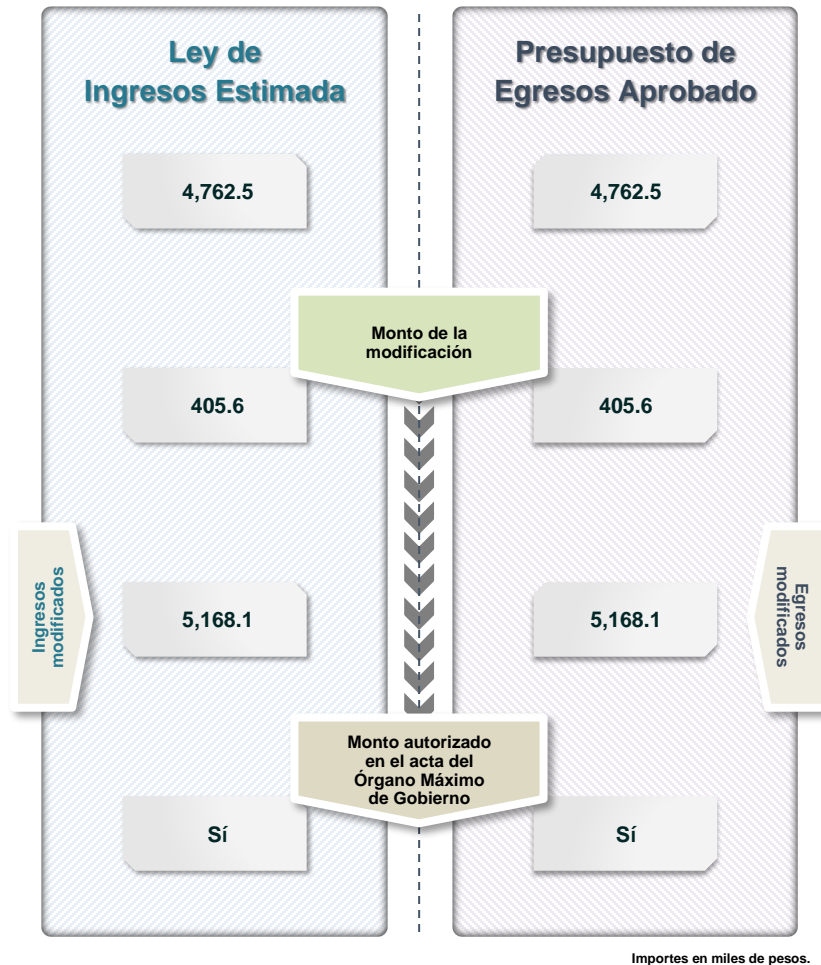 Ley de
Ingresos Estimada
Presupuesto de
Egresos Aprobado
4,762.5
4,762.5
Monto de la
modificación
405.6
405.6
Ingresos
modificados
5,168.1
5,168.1
Egresos
modificados
Monto autorizado
en el acta del
Órgano Máximo
de Gobierno
Sí
Sí
Importes en miles de pesos.